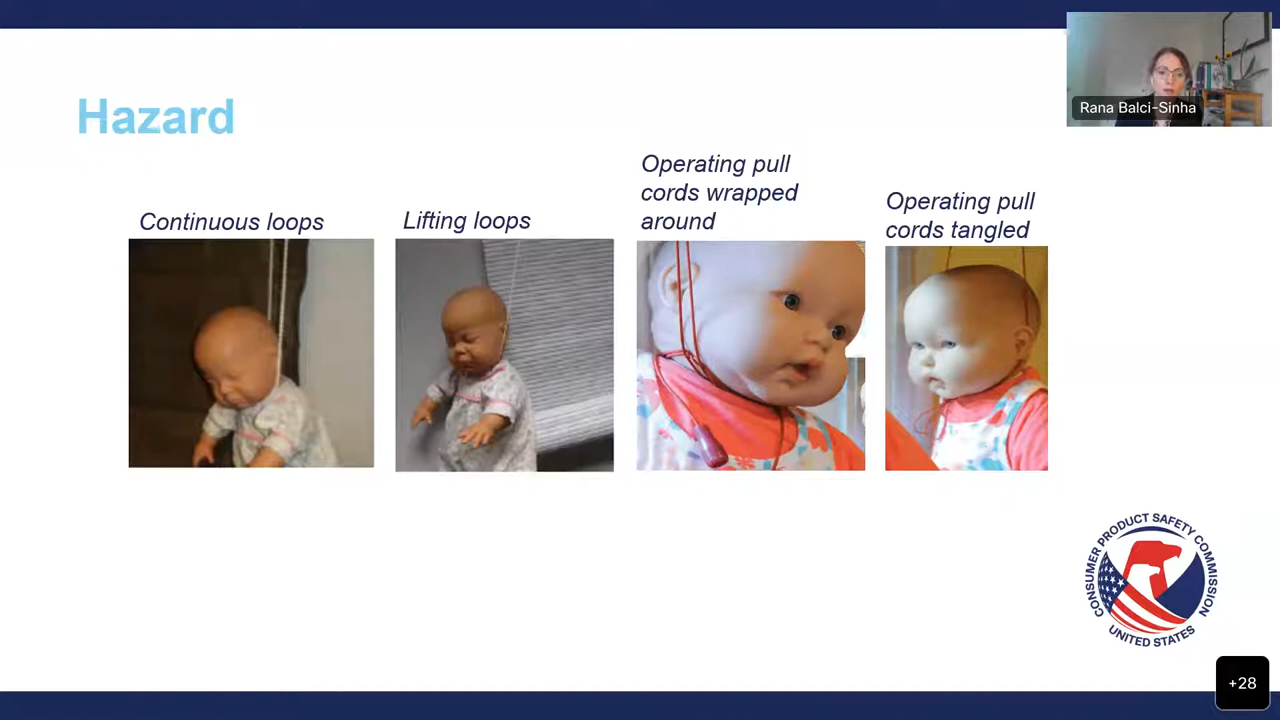 Rana Balci-Sinha
Hazard
Continuous loops
Lifting loops
Operating pull
cords wrapped
around
Operating pull
cords tangled
CONSUMER PRODUCT SAFETY COMMISSION
UNITED STATES
+28